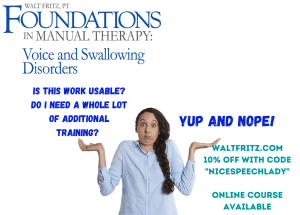 WALT FRITZ, PT
FOUNDATIONS
IN MANUAL THERAPY:
Voice and Swallowing
Disorders
IS THIS WORK USABLE?
DO I NEED A WHOLE LOT
OF ADDITIONAL
TRAINING?
YUP AND NOPE!
WALTFRITZ.COM
10% OFF WITH CODE
"NICESPEECHLADY"
ONLINE COURSE
AVAILABLE